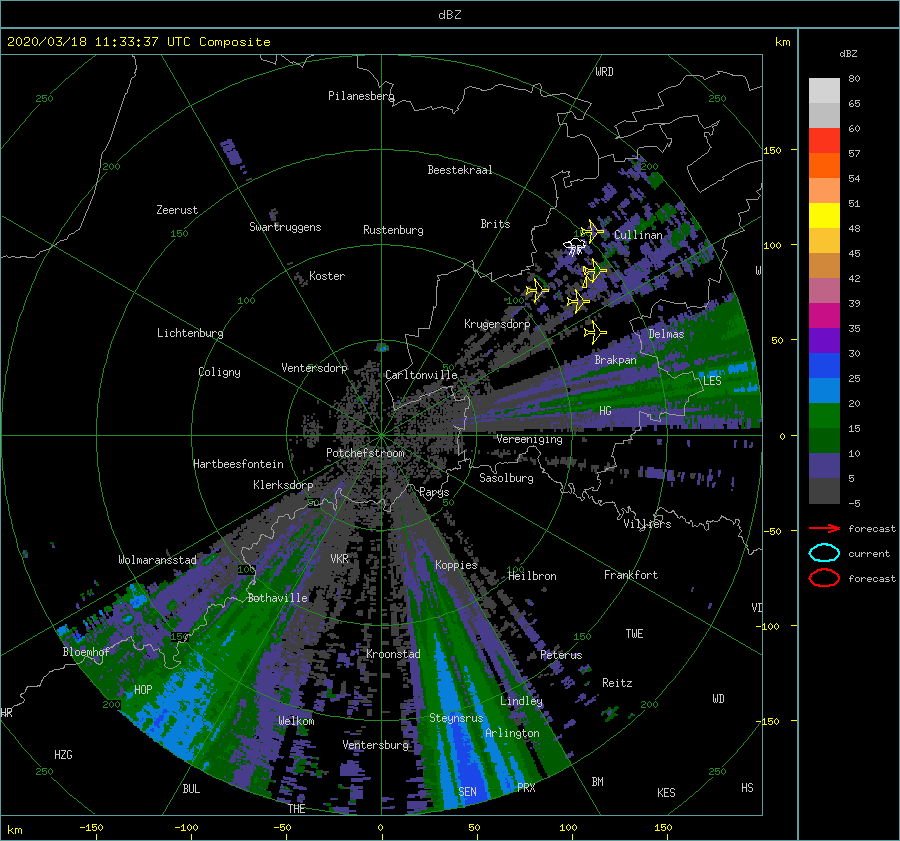 dBZ
2020/03/18 11:33:37 UTC Composite
km
dBZ
WRD
80
250
Pilanesberg
250
65
60
150
57
200
Beestekraal
200
54
Zeerust
51
Swartruggens
Brits
150
Rustenburg
Cullinan
48
100
W
45
Koster
42
100
100
39
Krugersdorp
35
Lichtenburg
Delmas
50
30
Brakpan
Ventersdorp
Coligny
Carltonville
25
LES
20
HG
15
Vereeniging
0
Potchefstroom
10
Hartbeesfontein
Sasolburg
5
Klerksdorp
Parys
50
50
-5
Villiers
forecast
-50
Wolmaransstad
VKR
Koppies
current
100
100
Heilbron
Frankfort
forecast
Bothaville
VI
-100
150
150
TWE
Bloemhof
Kroonstad
Petrus
Reitz
HOP
Lindley
WD
200
200
HR
Welkom
Steynsrus
-150
Arlington
HZG
Ventersburg
250
250
BUL
SEN
PRX
BM
KES
HS
THE
km
-150
-100
-50
0
50
100
150